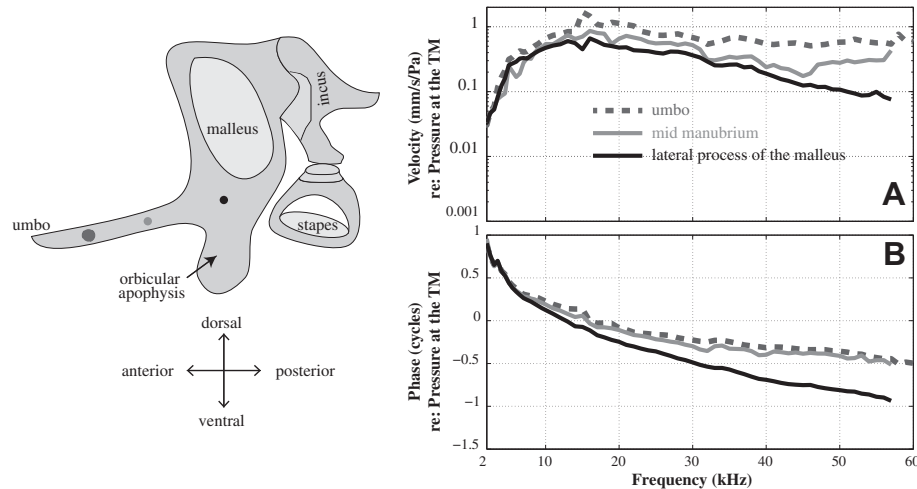 malleus
incus
umbo
stapes
orbicular
apophysis
dorsal
anterior
posterior
ventral
Velocity (mm/s/Pa)
re: Pressure at the TM
1
0.1
0.01
0.001
umbo
mid manubrium
lateral process of the malleus
A
Phase (cycles)
re: Pressure at the TM
1
0.5
0
−0.5
−1
−1.5
B
2
10
20
30
40
50
60
Frequency (kHz)